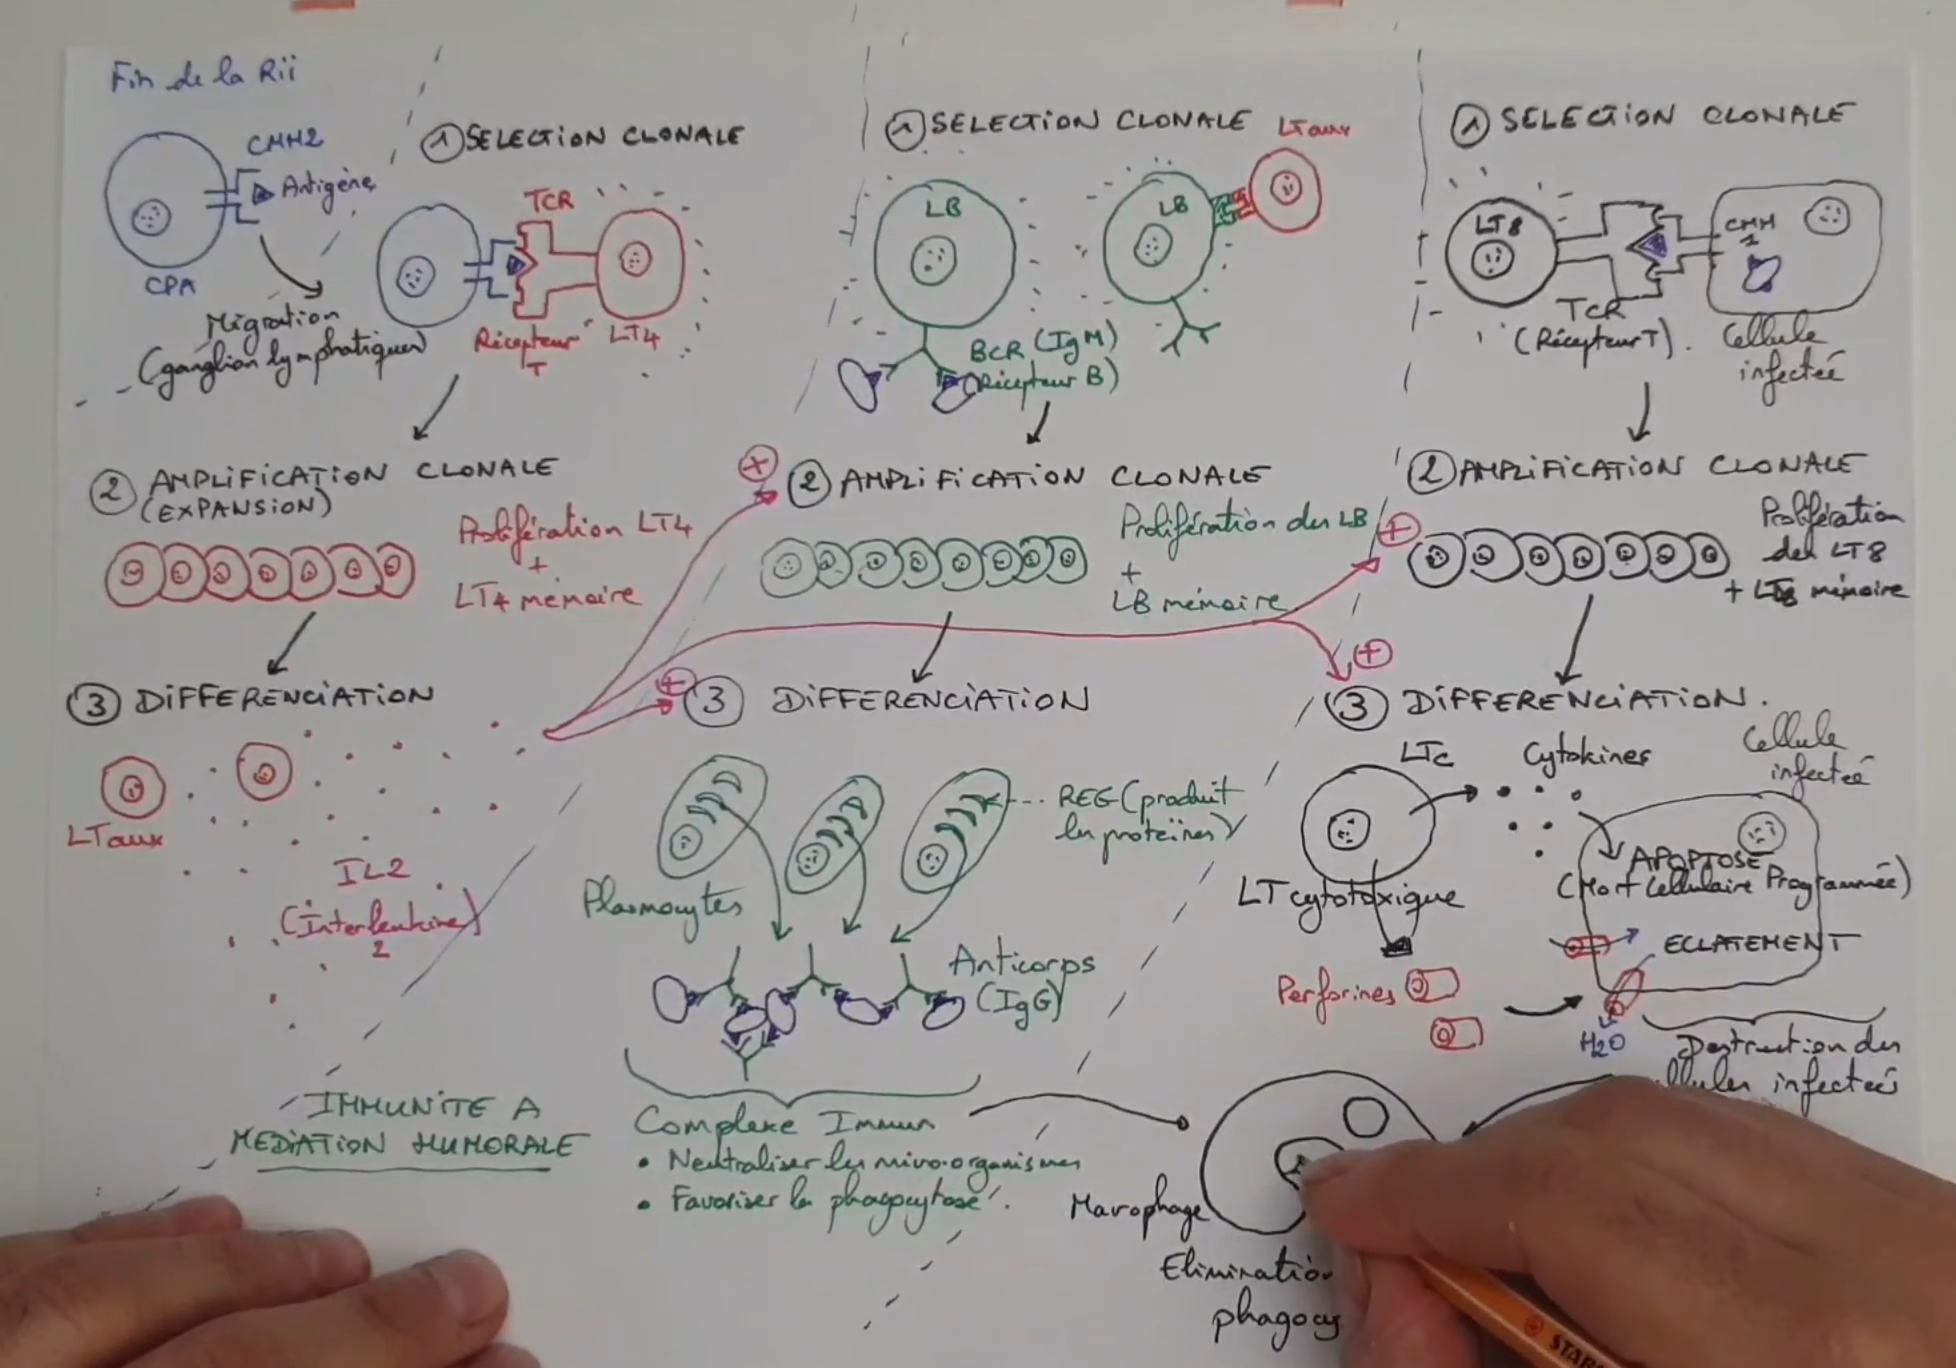 Fin de la Rii
CMH2
Antigène
CPA
Migration
(ganglion lymphatique)
① SELECTION CLONALE
TCR
Récepteur
T
LT4
② AMPLIFICATION CLONALE
(EXPANSION)
Prolifération LT4
+
LT4 mémoire
③ DIFFERENCIATION
LTaux
IL2
(Interleukine)
2
IMMUNITE A
MEDIATION HUMORALE
① SELECTION CLONALE
LTaux
LB
LB
BCR (IgM)
(Récepteur B)
+
② AMPLIFICATION CLONALE
Prolifération des LB
+
LB mémoire
+
③ DIFFERENCIATION
REG (produit
les protéines)
Plasmocytes
Anticorps
(IgG)
Complexe Immun
• Neutraliser les micro-organismes
• Favoriser la phagocytose
① SELECTION CLONALE
LT8
CMH
1
TCR
(Récepteur T).
Cellule
infectée
+
② AMPLIFICATION CLONALE
Prolifération
des LT8
+ LT8 mémoire
+
③ DIFFERENCIATION.
LTc
Cytokines
Cellule
infectée
APOPTOSE
(Mort Cellulaire Programmée)
LT cytotoxique
ECLATEMENT
Perforines
H2O
Destruction des
infectées
Macrophage
Elimination
phagocy
STAB